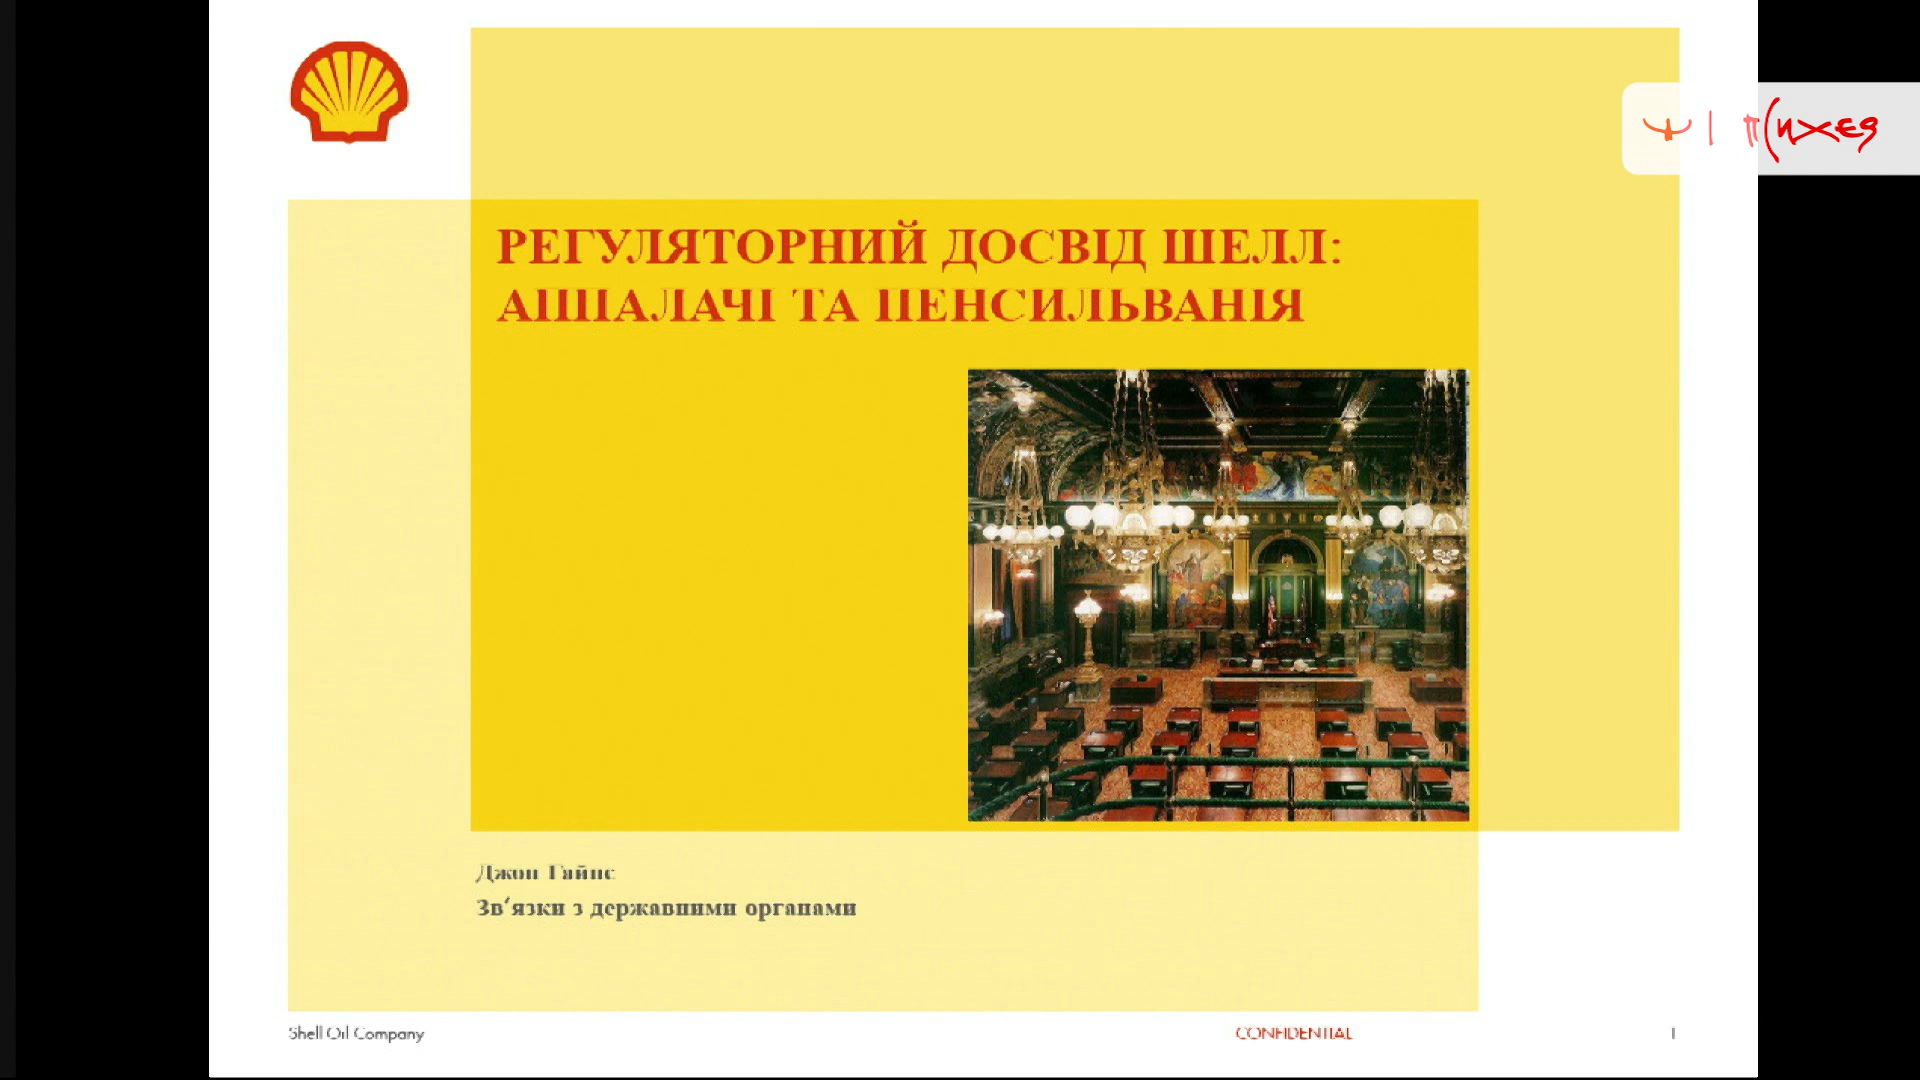 РЕГУЛЯТОРНИЙ ДОСВІД ШЕЛЛ:
АППАЛАЧІ ТА ПЕНСИЛЬВАНІЯ
Джон Гайнс
Зв'язки з державними органами
Shell Oil Company
CONFIDENTIAL
1